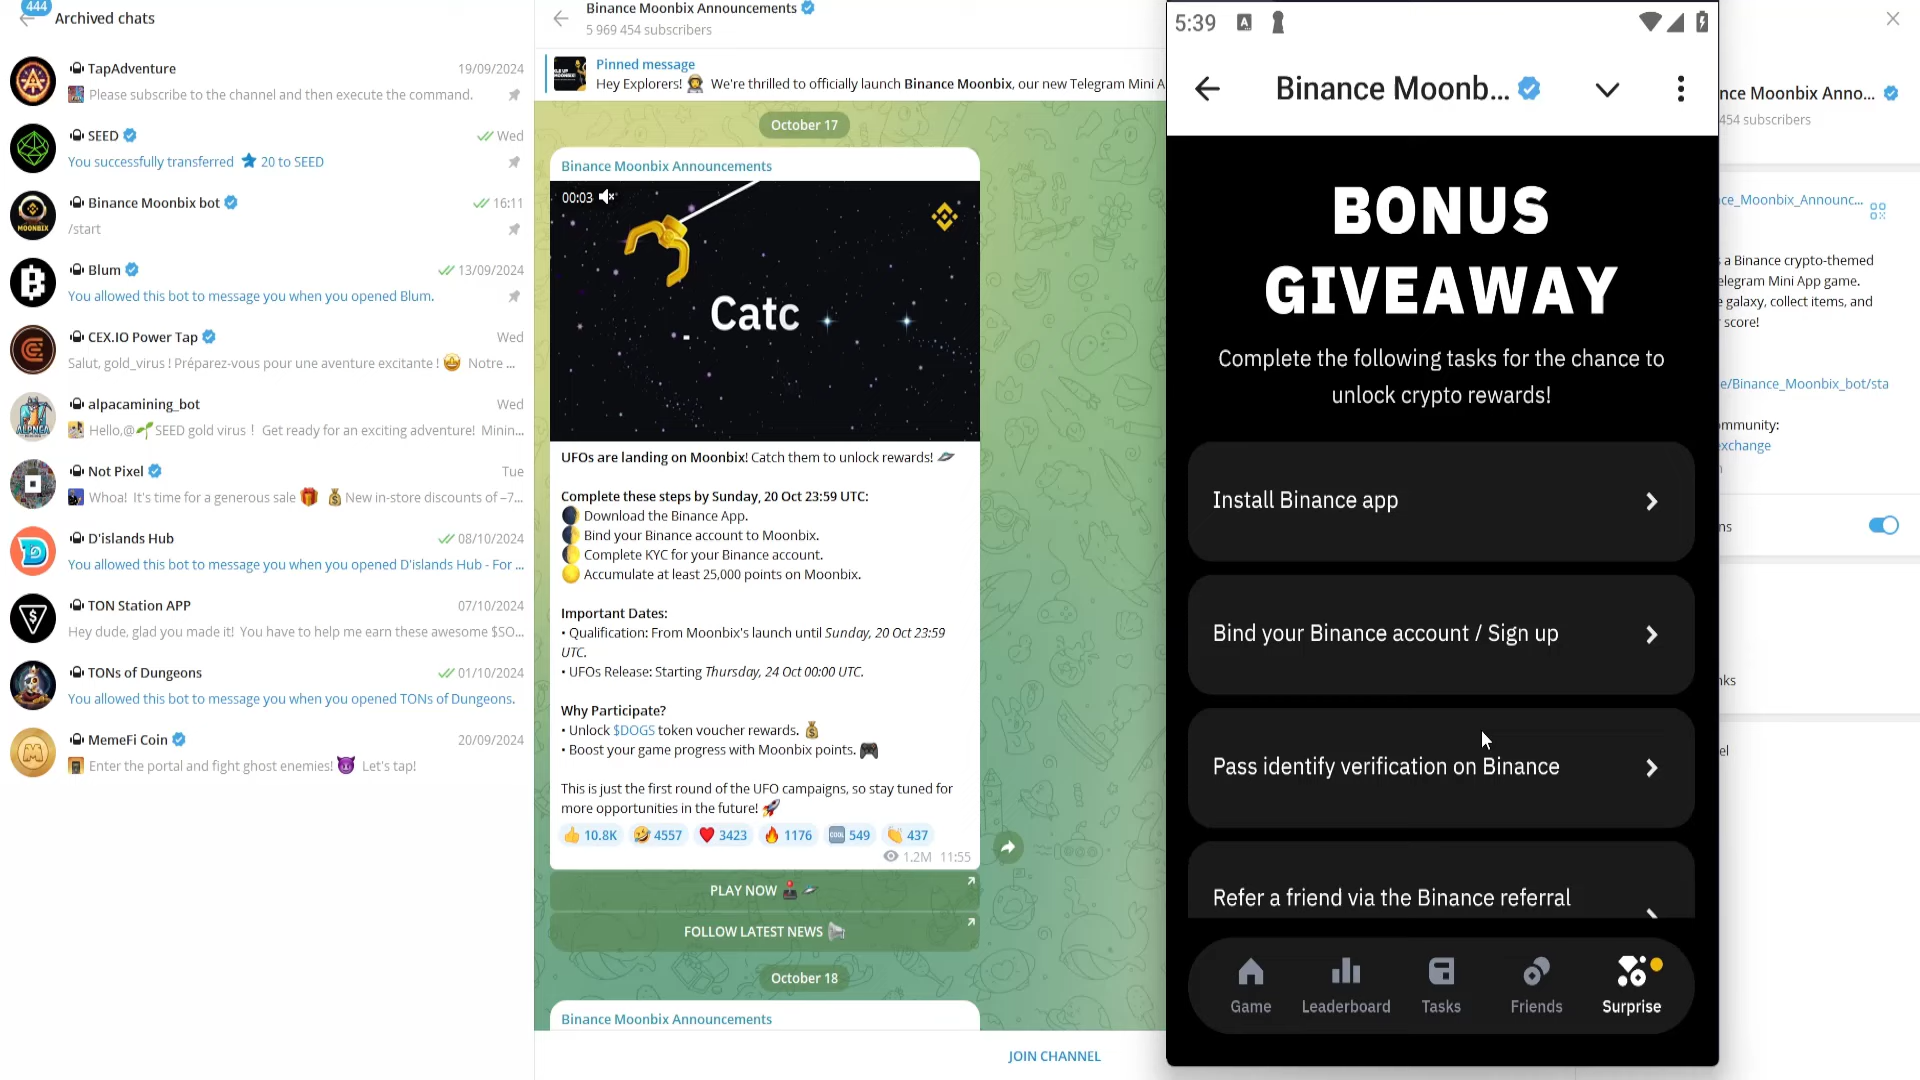 444
Archived chats
TapAdventure
19/09/2024
Please subscribe to the channel and then execute the command.
SEED
Wed
You successfully transferred 20 to SEED
Binance Moonbix bot
16:11
/start
Blum
13/09/2024
You allowed this bot to message you when you opened Blum.
CEX.IO Power Tap
Wed
Salut, gold_virus ! Préparez-vous pour une aventure excitante ! 🤩 Notre ...
alpacamining_bot
Wed
Hello,@🌱SEED gold virus ! Get ready for an exciting adventure! Minin...
Not Pixel
Tue
Whoa! It's time for a generous sale 🎁 💰New in-store discounts of –7...
D'islands Hub
08/10/2024
You allowed this bot to message you when you opened D'islands Hub - For ...
TON Station APP
07/10/2024
Hey dude, glad you made it! You have to help me earn these awesome $SO...
TONs of Dungeons
01/10/2024
You allowed this bot to message you when you opened TONs of Dungeons.
MemeFi Coin
20/09/2024
Enter the portal and fight ghost enemies! 😈 Let's tap!
Binance Moonbix Announcements
5 969 454 subscribers
Pinned message
Hey Explorers! 👩‍🚀 We're thrilled to officially launch Binance Moonbix, our new Telegram Mini A
October 17
Binance Moonbix Announcements
00:03
Catc
UFOs are landing on Moonbix! Catch them to unlock rewards! 🛸
Complete these steps by Sunday, 20 Oct 23:59 UTC:
🌒 Download the Binance App.
🌓 Bind your Binance account to Moonbix.
🌔 Complete KYC for your Binance account.
🌕 Accumulate at least 25,000 points on Moonbix.
Important Dates:
• Qualification: From Moonbix's launch until Sunday, 20 Oct 23:59
UTC.
• UFOs Release: Starting Thursday, 24 Oct 00:00 UTC.
Why Participate?
• Unlock $DOGS token voucher rewards. 💰
• Boost your game progress with Moonbix points. 🎮
This is just the first round of the UFO campaigns, so stay tuned for
more opportunities in the future! 🚀
👍 10.8K 🤣 4557 ❤️ 3423 🔥 1176 🆒 549 👏 437
1.2M 11:55
PLAY NOW 🕹️🛸
FOLLOW LATEST NEWS 📢
October 18
Binance Moonbix Announcements
JOIN CHANNEL
5:39
A
Binance Moonb...
BONUS
GIVEAWAY
Complete the following tasks for the chance to
unlock crypto rewards!
Install Binance app
Bind your Binance account / Sign up
Pass identify verification on Binance
Refer a friend via the Binance referral
Game
Leaderboard
Tasks
Friends
Surprise
nce Moonbix Anno...
454 subscribers
ce_Moonbix_Announc...
a Binance crypto-themed
elegram Mini App game.
galaxy, collect items, and
score!
e/Binance_Moonbix_bot/sta
mmunity:
exchange
ns
nks
el